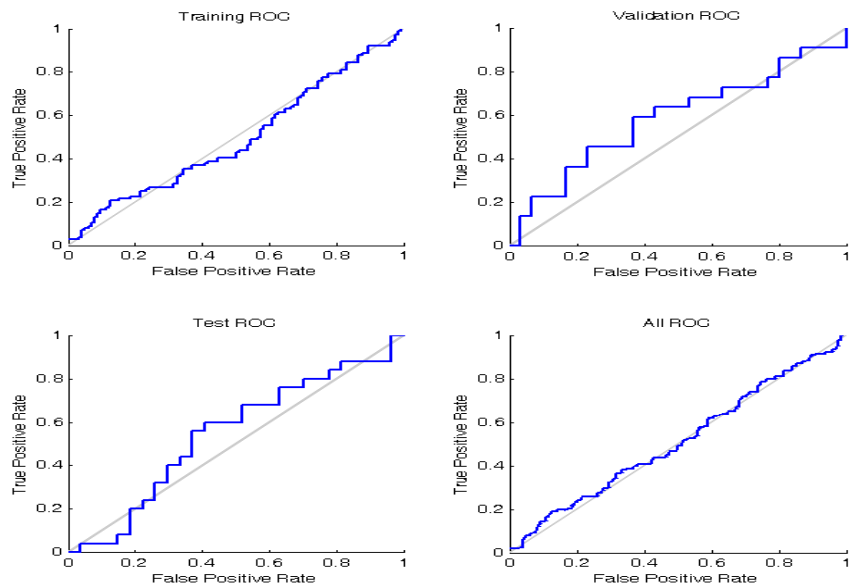 Training ROC
1
0.8
0.6
0.4
0.2
0
True Positive Rate
0 0.2 0.4 0.6 0.8 1
False Positive Rate
Validation ROC
1
0.8
0.6
0.4
0.2
0
True Positive Rate
0 0.2 0.4 0.6 0.8 1
False Positive Rate
Test ROC
1
0.8
0.6
0.4
0.2
0
True Positive Rate
0 0.2 0.4 0.6 0.8 1
False Positive Rate
All ROC
1
0.8
0.6
0.4
0.2
0
True Positive Rate
0 0.2 0.4 0.6 0.8 1
False Positive Rate